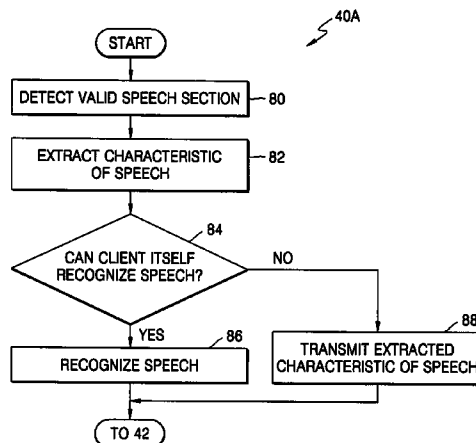 40A
START
DETECT VALID SPEECH SECTION
80
EXTRACT CHARACTERISTIC
OF SPEECH
82
84
CAN CLIENT ITSELF
RECOGNIZE SPEECH?
NO
YES
86
88
RECOGNIZE SPEECH
TRANSMIT EXTRACTED
CHARACTERISTIC OF SPEECH
TO 42